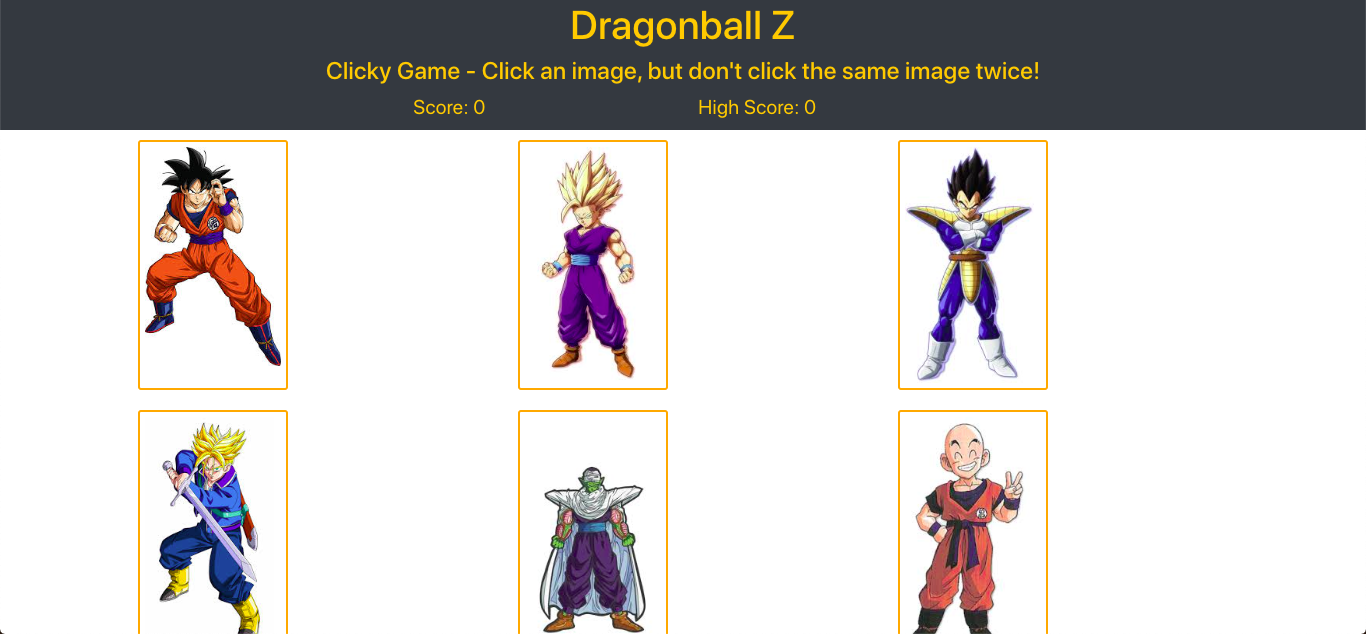 Dragonball Z
Clicky Game - Click an image, but don't click the same image twice!
Score: 0
High Score: 0